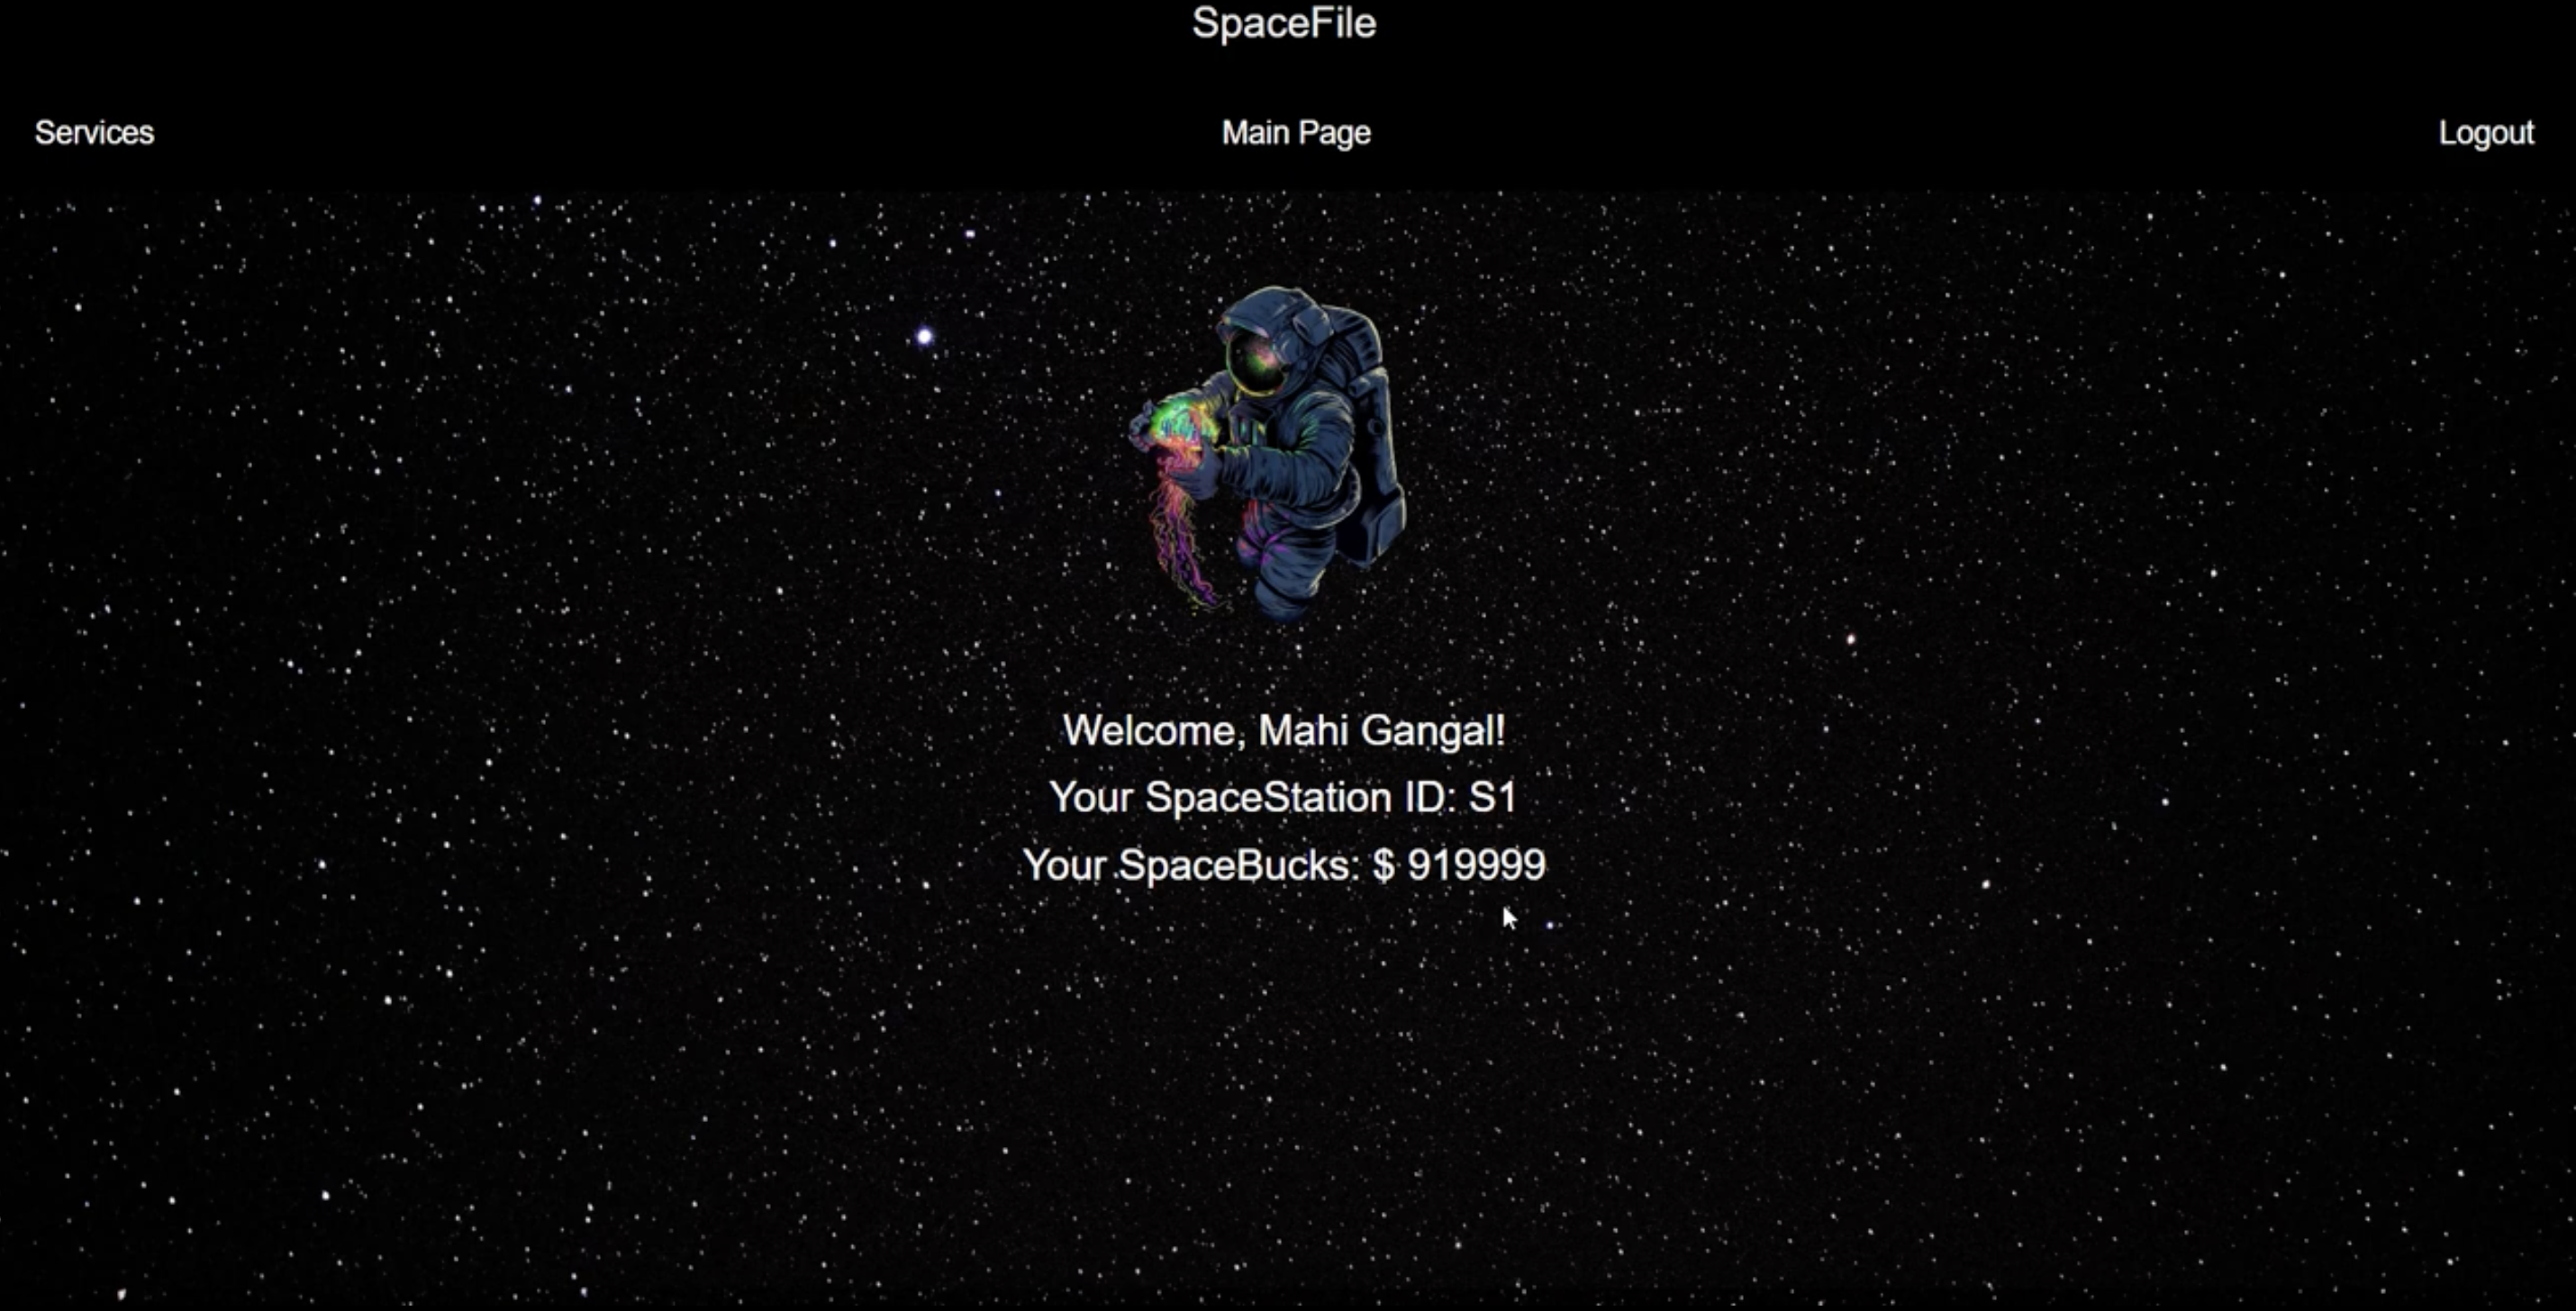 SpaceFile
Services Main Page Logout
Welcome, Mahi Gangal!
Your SpaceStation ID: S1
Your SpaceBucks: $ 919999